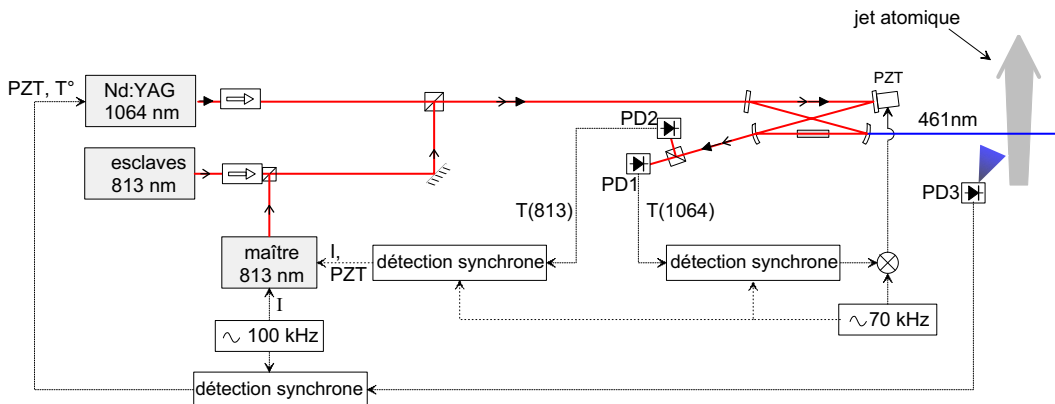 jet atomique
PZT, T°
Nd:YAG
1064 nm
PZT
461nm
PD2
esclaves
813 nm
PD1
PD3
T(813)
T(1064)
maître
813 nm
I,
PZT
détection synchrone
détection synchrone
I
100 kHz
70 kHz
détection synchrone